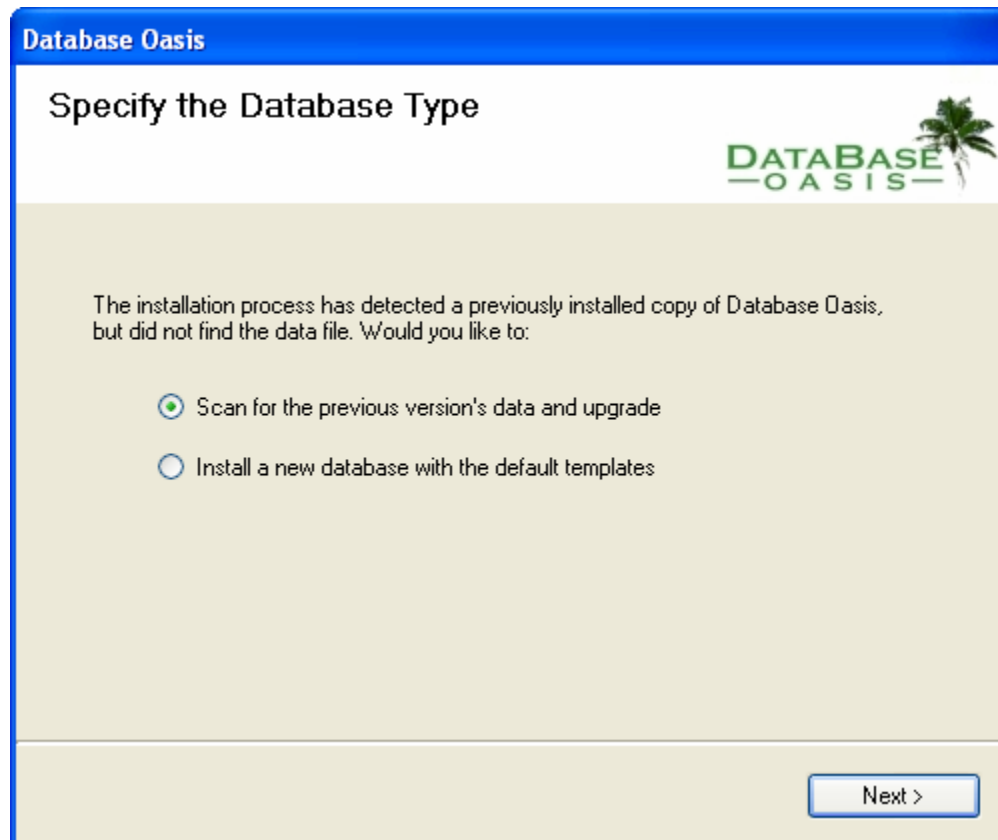 Database Oasis
Specify the Database Type
DATABASE
OASIS
The installation process has detected a previously installed copy of Database Oasis,
but did not find the data file. Would you like to:
Scan for the previous version's data and upgrade
Install a new database with the default templates
Next >